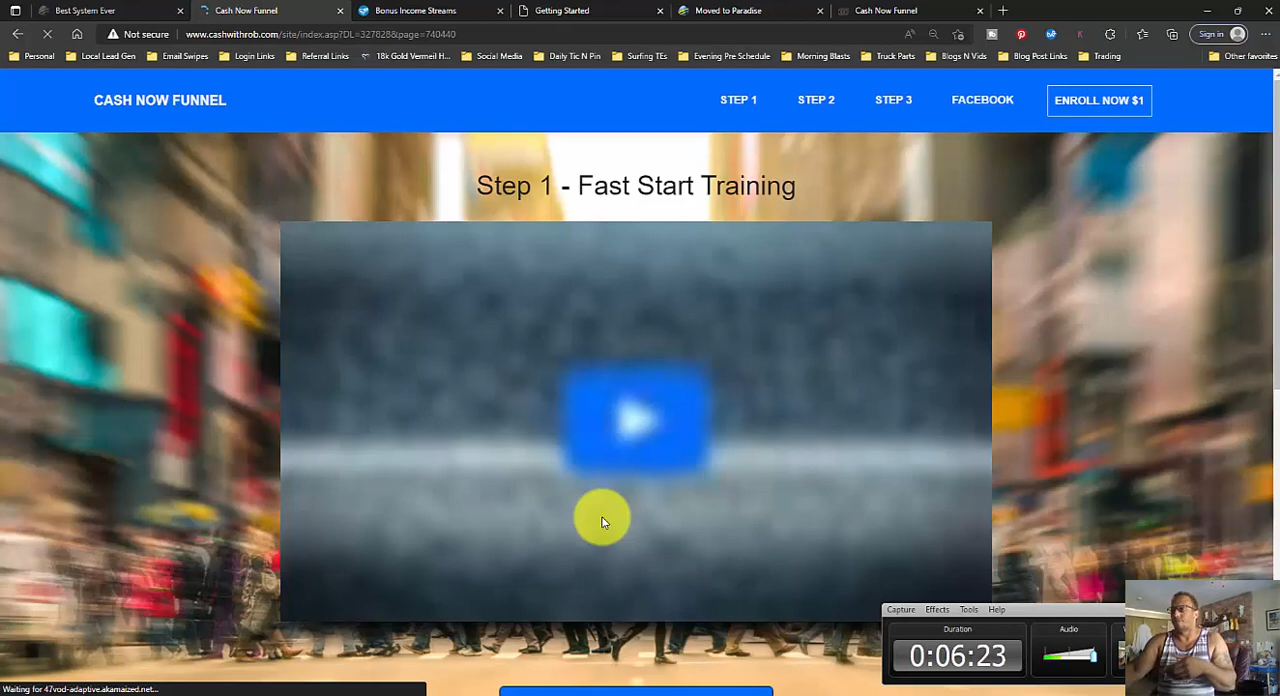 Best System Ever
Cash Now Funnel
Bonus Income Streams
Getting Started
Moved to Paradise
Cash Now Funnel
Not secure
www.cashwithrob.com/site/index.asp?DL=327828&page=740440
Sign in
Personal
Local Lead Gen
Email Swipes
Login Links
Referral Links
18k Gold Vermeil H...
Social Media
Daily Tic N Pin
Surfing TEs
Evening Pre Schedule
Morning Blasts
Truck Parts
Blogs N Vids
Blog Post Links
Trading
Other favorites
CASH NOW FUNNEL
STEP 1
STEP 2
STEP 3
FACEBOOK
ENROLL NOW $1
Step 1 - Fast Start Training
Capture
Effects
Tools
Help
Duration
Audio
0:06:23
Waiting for 47vod-adaptive.akamaized.net...